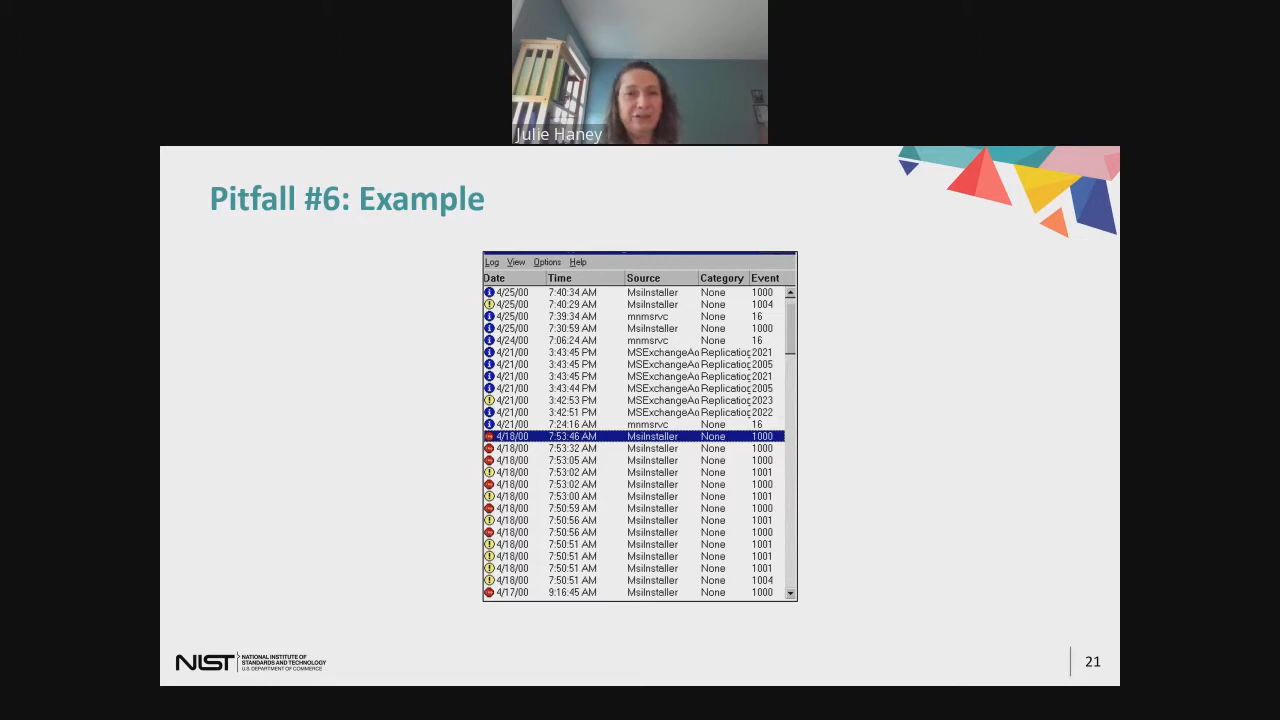 Julie Haney
Pitfall #6: Example
Log View Options Help
Date Time Source Category Event
4/25/00 7:40:34 AM MsiInstaller None 1000
4/25/00 7:40:29 AM MsiInstaller None 1004
4/25/00 7:39:34 AM mnmsrvc None 16
4/25/00 7:30:59 AM MsiInstaller None 1000
4/24/00 7:06:24 AM mnmsrvc None 16
4/21/00 3:43:45 PM MSExchangeAc Replication 2021
4/21/00 3:43:45 PM MSExchangeAc Replication 2005
4/21/00 3:43:45 PM MSExchangeAc Replication 2021
4/21/00 3:43:44 PM MSExchangeAc Replication 2005
4/21/00 3:42:53 PM MSExchangeAc Replication 2023
4/21/00 3:42:51 PM MSExchangeAc Replication 2022
4/21/00 7:24:16 AM mnmsrvc None 16
4/18/00 7:53:46 AM MsiInstaller None 1000
4/18/00 7:53:32 AM MsiInstaller None 1000
4/18/00 7:53:05 AM MsiInstaller None 1000
4/18/00 7:53:02 AM MsiInstaller None 1001
4/18/00 7:53:02 AM MsiInstaller None 1000
4/18/00 7:53:00 AM MsiInstaller None 1001
4/18/00 7:50:59 AM MsiInstaller None 1000
4/18/00 7:50:56 AM MsiInstaller None 1001
4/18/00 7:50:56 AM MsiInstaller None 1000
4/18/00 7:50:51 AM MsiInstaller None 1001
4/18/00 7:50:51 AM MsiInstaller None 1001
4/18/00 7:50:51 AM MsiInstaller None 1001
4/18/00 7:50:51 AM MsiInstaller None 1004
4/17/00 9:16:45 AM MsiInstaller None 1000
NIST
NATIONAL INSTITUTE OF
STANDARDS AND TECHNOLOGY
U.S. DEPARTMENT OF COMMERCE
21